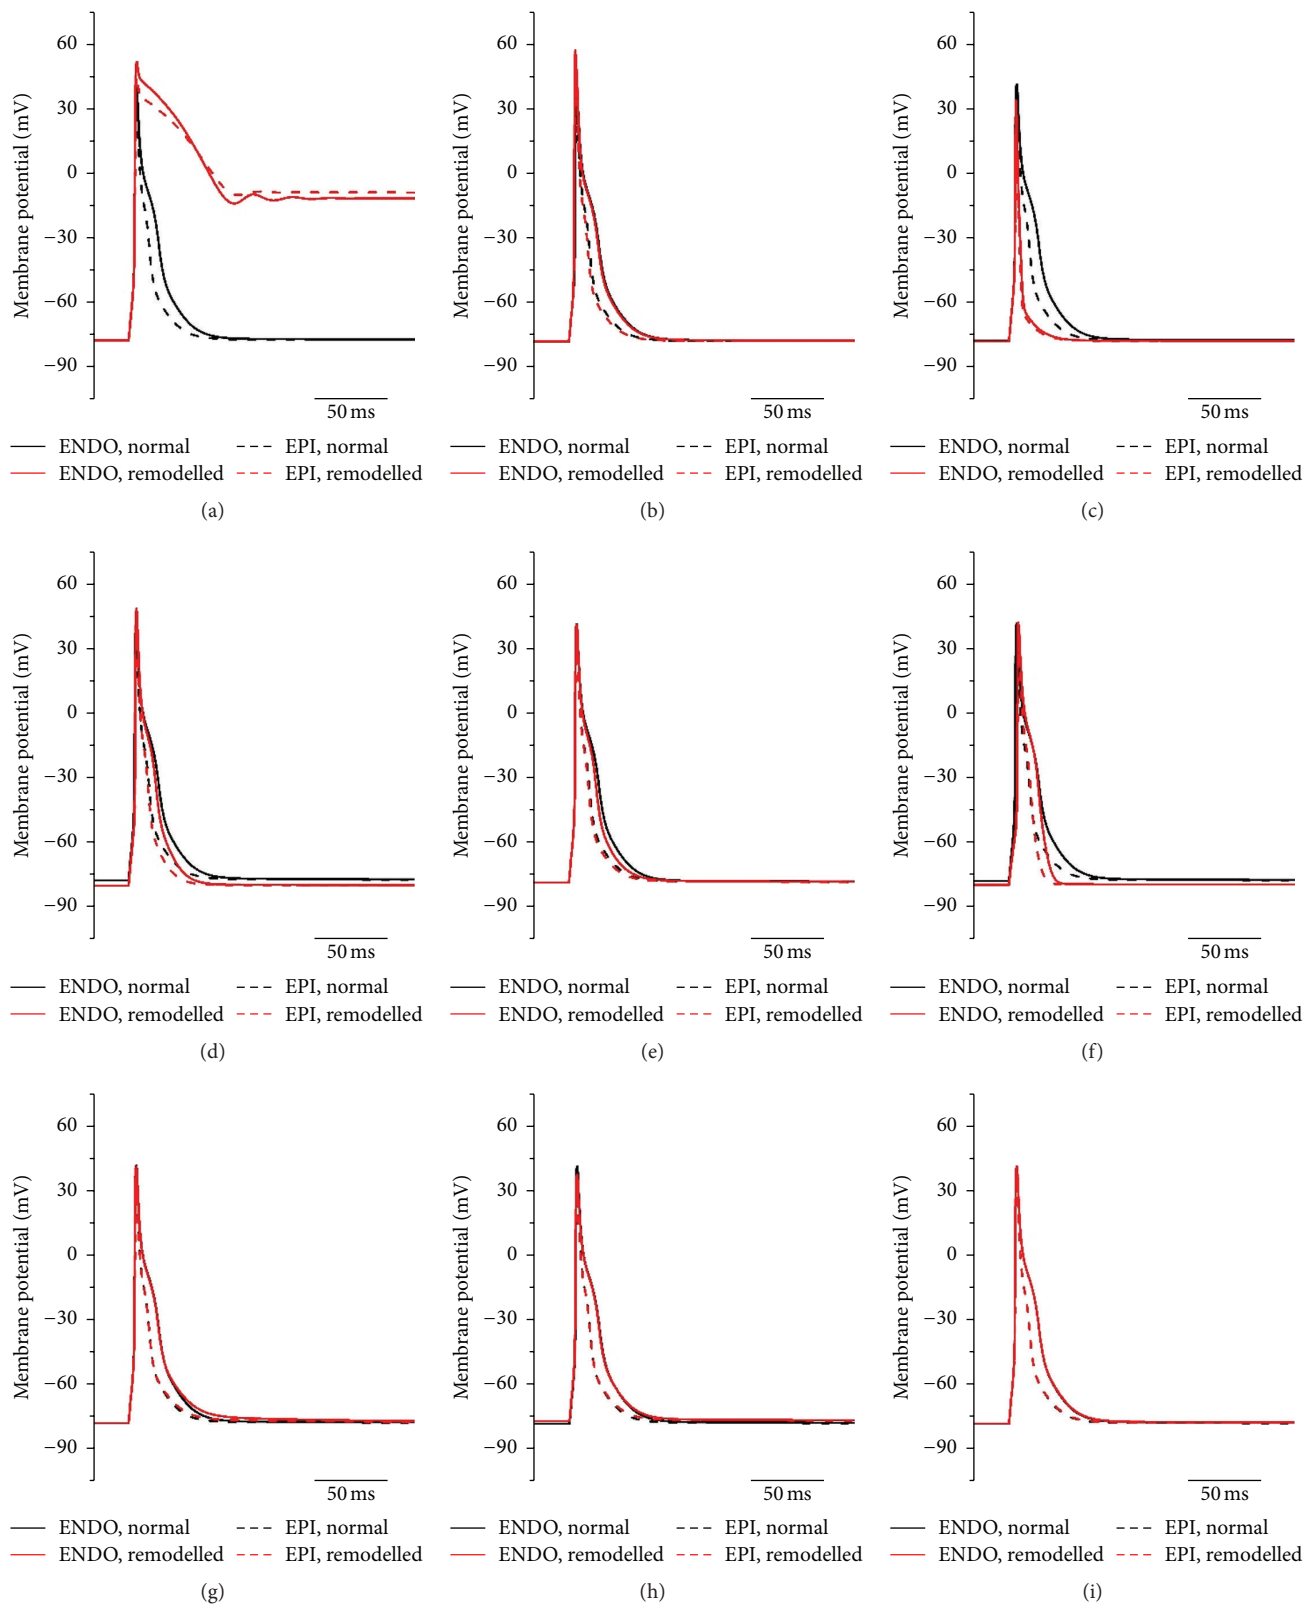 60
30
0
−30
−60
−90
Membrane potential (mV)
50 ms
ENDO, normal
EPI, normal
ENDO, remodelled
EPI, remodelled
(a)
60
30
0
−30
−60
−90
Membrane potential (mV)
50 ms
ENDO, normal
EPI, normal
ENDO, remodelled
EPI, remodelled
(b)
60
30
0
−30
−60
−90
Membrane potential (mV)
50 ms
ENDO, normal
EPI, normal
ENDO, remodelled
EPI, remodelled
(c)
60
30
0
−30
−60
−90
Membrane potential (mV)
50 ms
ENDO, normal
EPI, normal
ENDO, remodelled
EPI, remodelled
(d)
60
30
0
−30
−60
−90
Membrane potential (mV)
50 ms
ENDO, normal
EPI, normal
ENDO, remodelled
EPI, remodelled
(e)
60
30
0
−30
−60
−90
Membrane potential (mV)
50 ms
ENDO, normal
EPI, normal
ENDO, remodelled
EPI, remodelled
(f)
60
30
0
−30
−60
−90
Membrane potential (mV)
50 ms
ENDO, normal
EPI, normal
ENDO, remodelled
EPI, remodelled
(g)
60
30
0
−30
−60
−90
Membrane potential (mV)
50 ms
ENDO, normal
EPI, normal
ENDO, remodelled
EPI, remodelled
(h)
60
30
0
−30
−60
−90
Membrane potential (mV)
50 ms
ENDO, normal
EPI, normal
ENDO, remodelled
EPI, remodelled
(i)